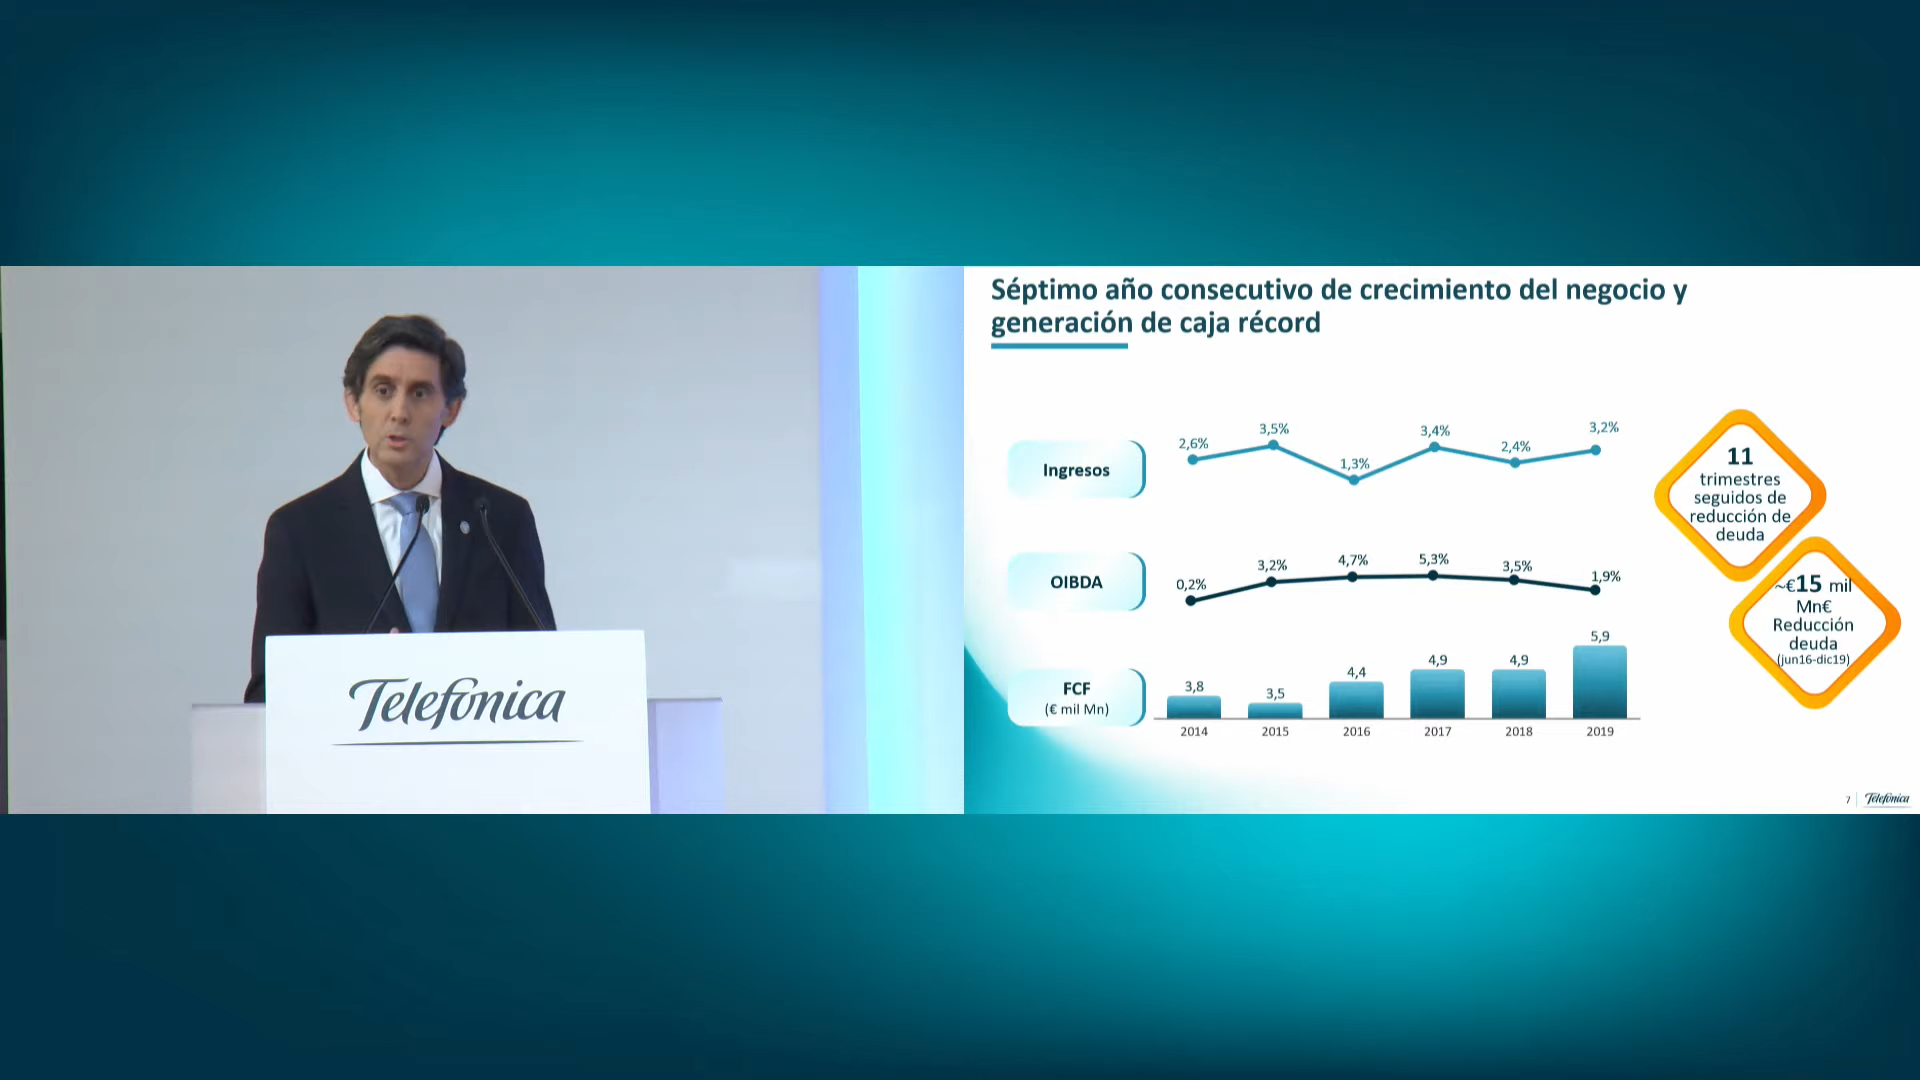 Telefónica
Séptimo año consecutivo de crecimiento del negocio y
generación de caja récord
Ingresos
2,6%
3,5%
1,3%
3,4%
2,4%
3,2%
OIBDA
0,2%
3,2%
4,7%
5,3%
3,5%
1,9%
FCF
(€ mil Mn)
3,8
3,5
4,4
4,9
4,9
5,9
2014
2015
2016
2017
2018
2019
11
trimestres
seguidos de
reducción de
deuda
~€15 mil
Mn€
Reducción
deuda
(jun16-dic19)
7
Telefónica